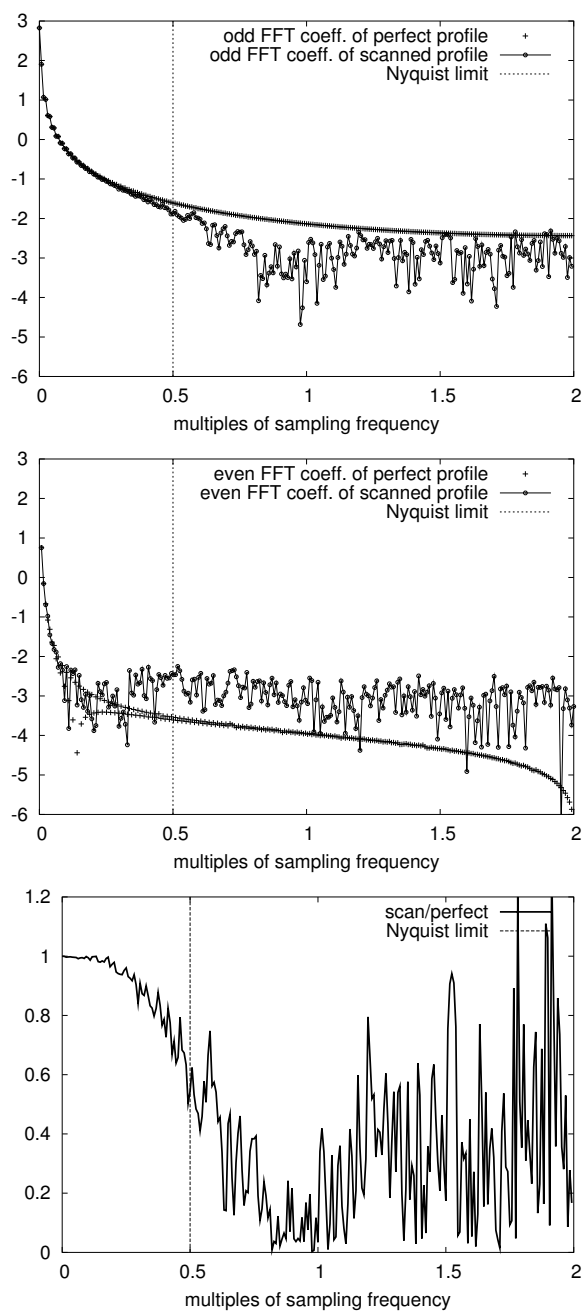 3
odd FFT coeff. of perfect profile
2
odd FFT coeff. of scanned profile
Nyquist limit
1
0
-1
-2
-3
-4
-5
-6
0 0.5 1 1.5 2
multiples of sampling frequency
3
even FFT coeff. of perfect profile
2
even FFT coeff. of scanned profile
Nyquist limit
1
0
-1
-2
-3
-4
-5
-6
0 0.5 1 1.5 2
multiples of sampling frequency
1.2
scan/perfect
Nyquist limit
1
0.8
0.6
0.4
0.2
0
0 0.5 1 1.5 2
multiples of sampling frequency